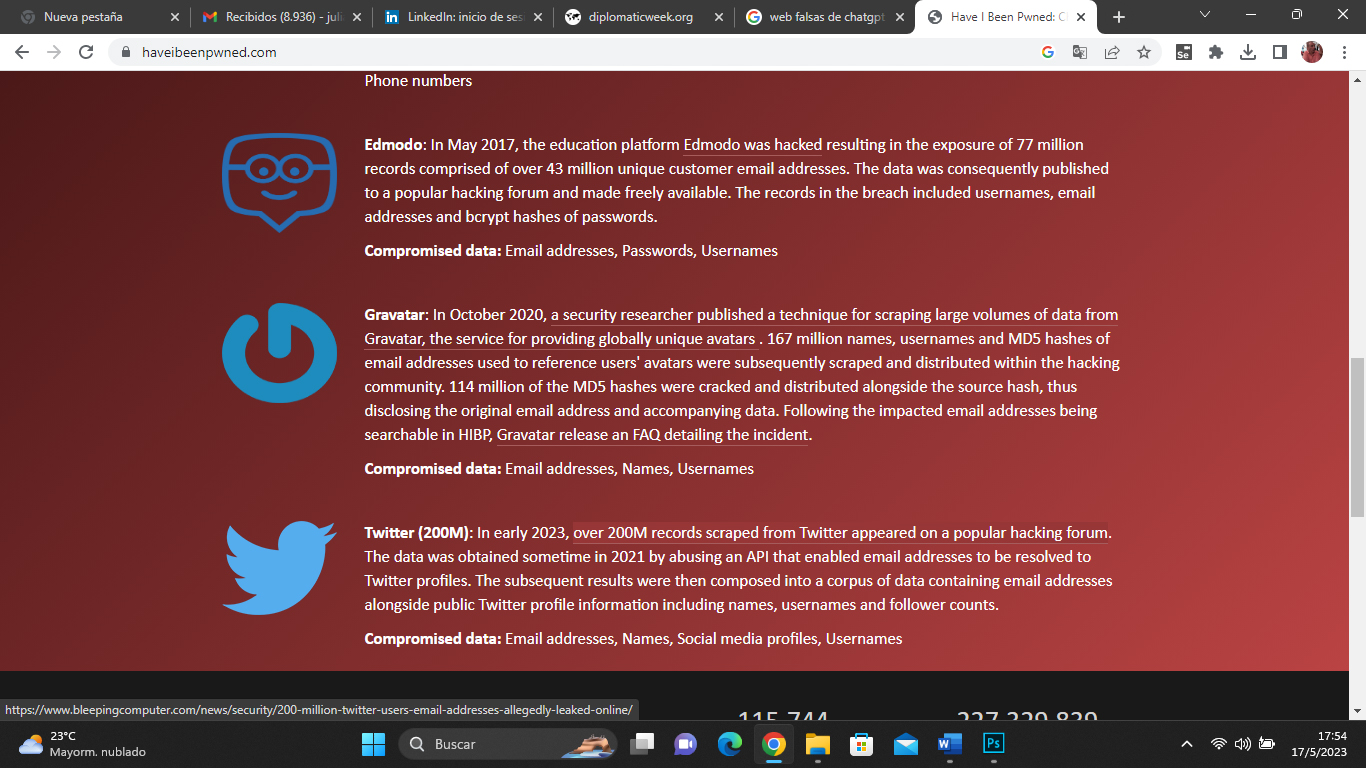 Nueva pestaña
Recibidos (8.936) - juli
LinkedIn: inicio de ses
diplomaticweek.org
web falsas de chatgpt
Have I Been Pwned: C
haveibeenpwned.com
Phone numbers
Edmodo: In May 2017, the education platform Edmodo was hacked resulting in the exposure of 77 million
records comprised of over 43 million unique customer email addresses. The data was consequently published
to a popular hacking forum and made freely available. The records in the breach included usernames, email
addresses and bcrypt hashes of passwords.
Compromised data: Email addresses, Passwords, Usernames
Gravatar: In October 2020, a security researcher published a technique for scraping large volumes of data from
Gravatar, the service for providing globally unique avatars . 167 million names, usernames and MD5 hashes of
email addresses used to reference users' avatars were subsequently scraped and distributed within the hacking
community. 114 million of the MD5 hashes were cracked and distributed alongside the source hash, thus
disclosing the original email address and accompanying data. Following the impacted email addresses being
searchable in HIBP, Gravatar release an FAQ detailing the incident.
Compromised data: Email addresses, Names, Usernames
Twitter (200M): In early 2023, over 200M records scraped from Twitter appeared on a popular hacking forum.
The data was obtained sometime in 2021 by abusing an API that enabled email addresses to be resolved to
Twitter profiles. The subsequent results were then composed into a corpus of data containing email addresses
alongside public Twitter profile information including names, usernames and follower counts.
Compromised data: Email addresses, Names, Social media profiles, Usernames
https://www.bleepingcomputer.com/news/security/200-million-twitter-users-email-addresses-allegedly-leaked-online/
115,744
227,329,839
23°C
Mayorm. nublado
Buscar
17:54
17/5/2023